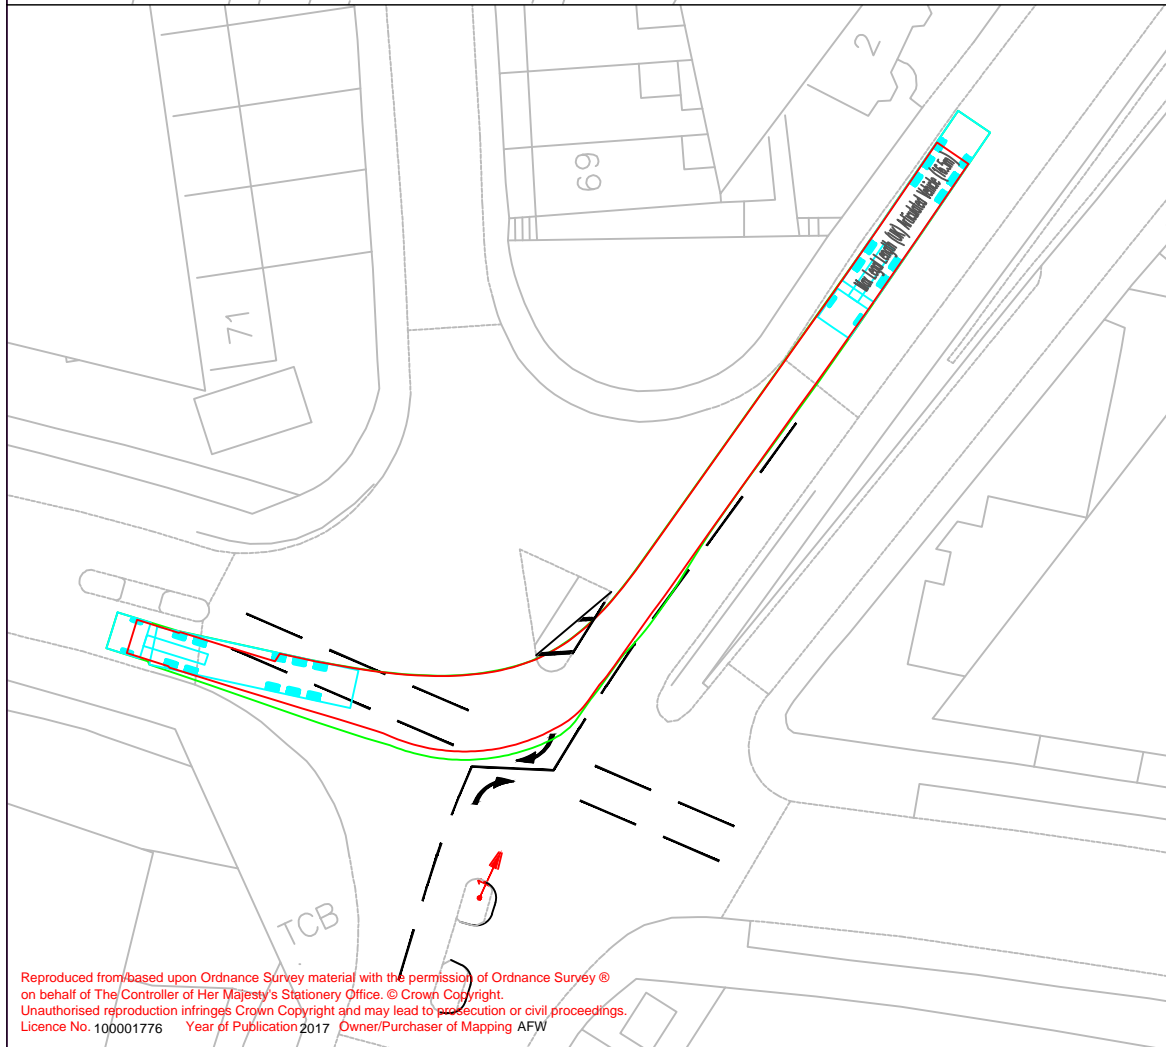 2
69
Max Legal Length (UK) Articulated Vehicle (16.5m)
71
TCB
Reproduced from/based upon Ordnance Survey material with the permission of Ordnance Survey ®
on behalf of The Controller of Her Majesty's Stationery Office. © Crown Copyright.
Unauthorised reproduction infringes Crown Copyright and may lead to prosecution or civil proceedings.
Licence No. 100001776 Year of Publication 2017 Owner/Purchaser of Mapping AFW